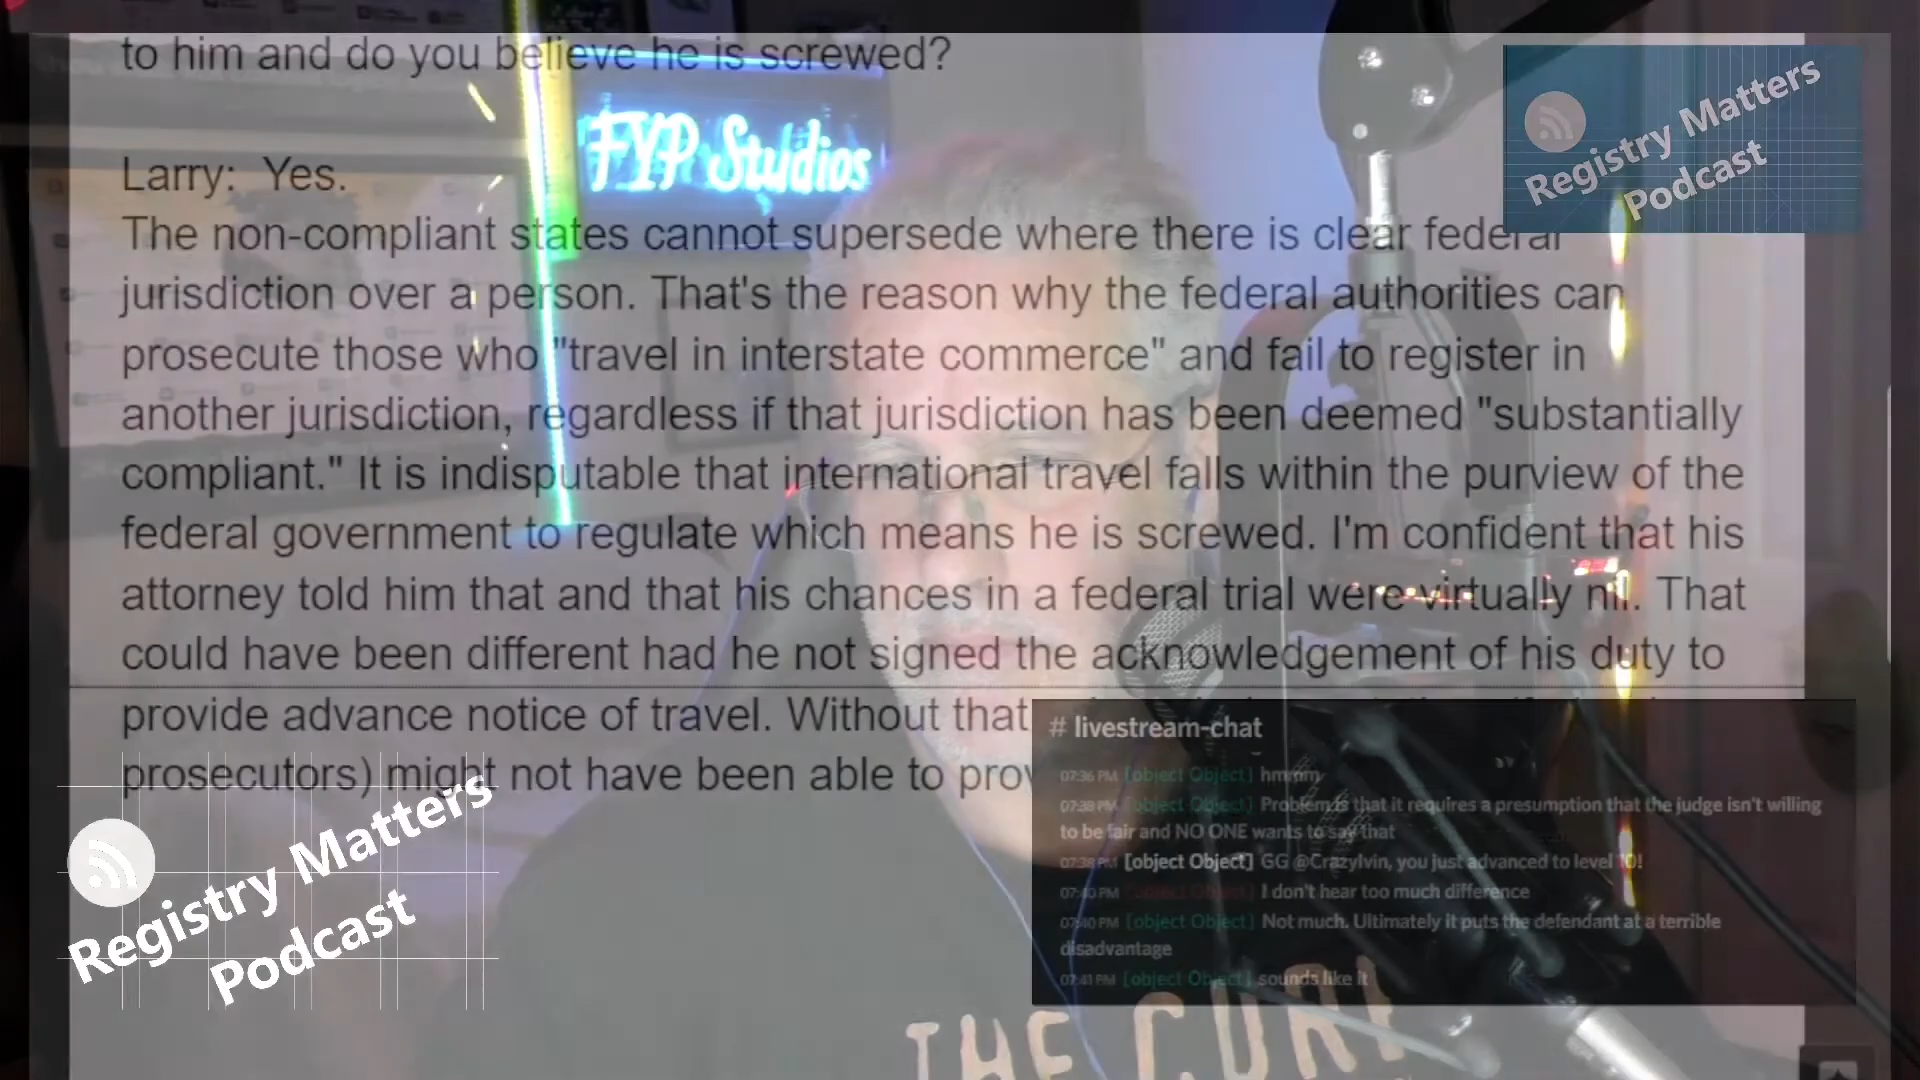 to him and do you believe he is screwed?
FYP Studios
Registry Matters
Podcast
Larry: Yes.
The non-compliant states cannot supersede where there is clear federal
jurisdiction over a person. That's the reason why the federal authorities can
prosecute those who "travel in interstate commerce" and fail to register in
another jurisdiction, regardless if that jurisdiction has been deemed "substantially
compliant." It is indisputable that international travel falls within the purview of the
federal government to regulate which means he is screwed. I'm confident that his
attorney told him that and that his chances in a federal trial were virtually nil. That
could have been different had he not signed the acknowledgement of his duty to
provide advance notice of travel. Without that
prosecutors) might not have been able to
Registry Matters
Podcast
# livestream-chat
07:36 PM [object Object] hmmm
07:38 PM [object Object] Problem is that it requires a presumption that the judge isn't willing
to be fair and NO ONE wants to say that
07:38 PM [object Object] GG @CrazyIvin, you just advanced to level 10!
07:40 PM [object Object] I don't hear too much difference
07:40 PM [object Object] Not much. Ultimately it puts the defendant at a terrible
disadvantage
07:41 PM [object Object] sounds like it
THE CURE